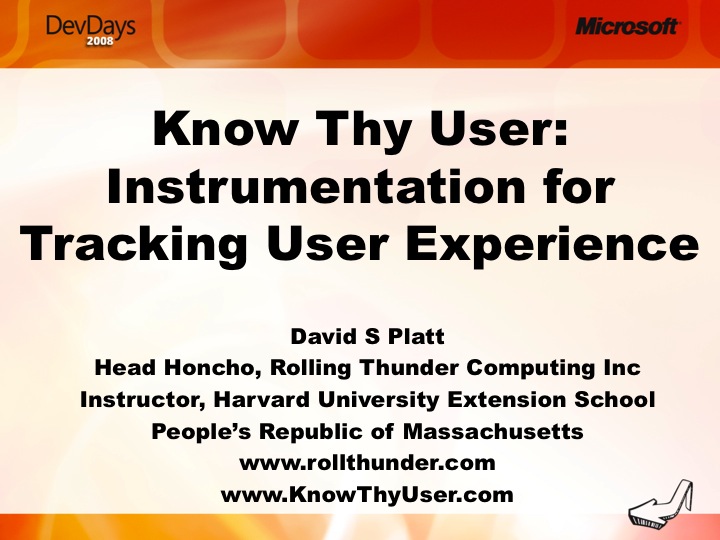 DevDays
2008
Microsoft
Know Thy User:
Instrumentation for
Tracking User Experience
David S Platt
Head Honcho, Rolling Thunder Computing Inc
Instructor, Harvard University Extension School
People's Republic of Massachusetts
www.rollthunder.com
www.KnowThyUser.com